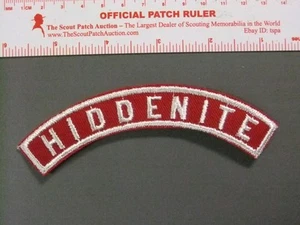 OFFICIAL PATCH RULER
The Scout Patch Auction - The Largest Dealer of Scouting Memorabilia in the World
www.TheScoutPatchAuction.com
Ebay ID: tspa
HIDDENITE